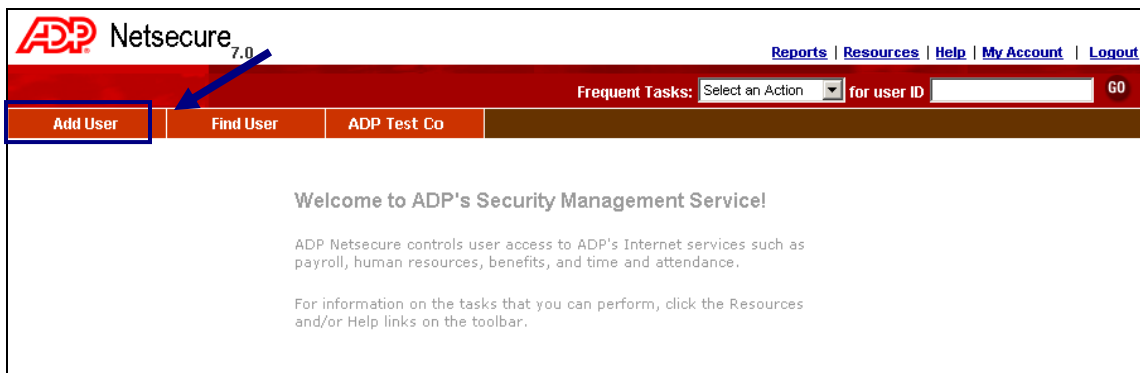 ADP Netsecure 7.0
Reports | Resources | Help | My Account | Logout
Frequent Tasks: Select an Action for user ID GO
Add User Find User ADP Test Co
Welcome to ADP's Security Management Service!
ADP Netsecure controls user access to ADP's Internet services such as
payroll, human resources, benefits, and time and attendance.
For information on the tasks that you can perform, click the Resources
and/or Help links on the toolbar.